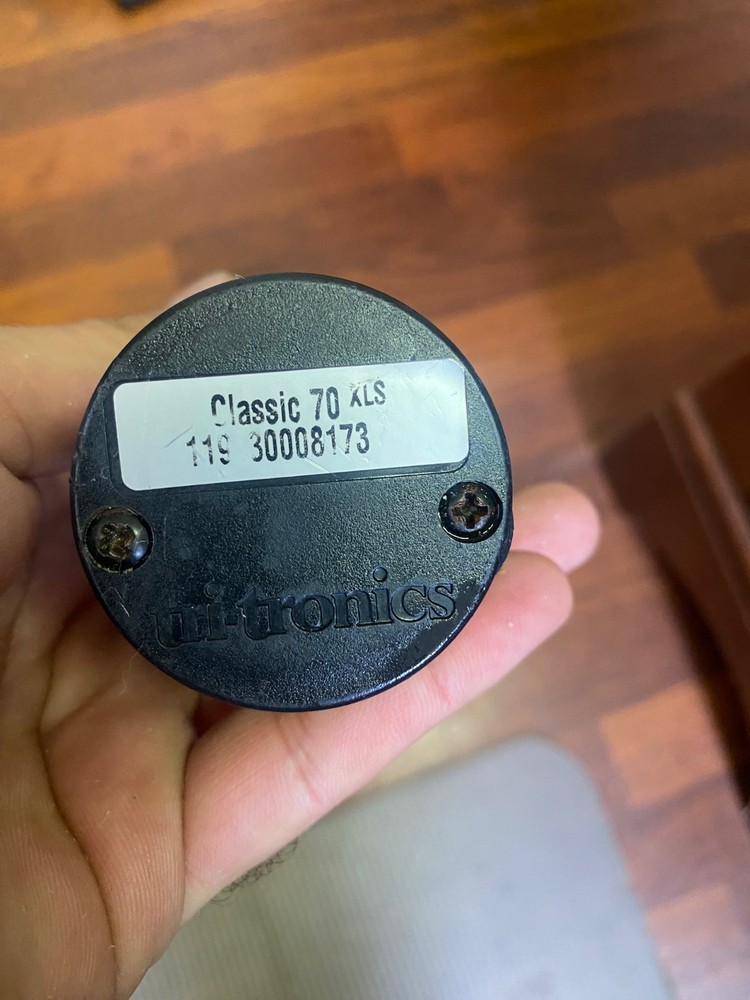 Classic 70 XLS
119 30008173
tri-tronics